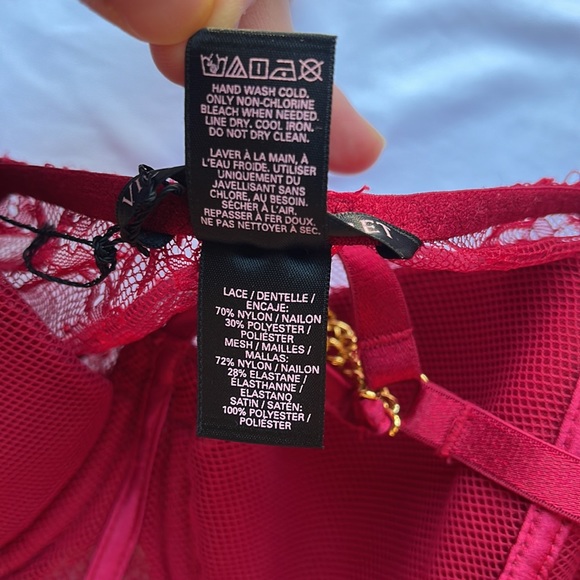 HAND WASH COLD.
ONLY NON-CHLORINE
BLEACH WHEN NEEDED.
LINE DRY. COOL IRON.
DO NOT DRY CLEAN.
LAVER À LA MAIN, À
L'EAU FROIDE. UTILISER
UNIQUEMENT DU
JAVELLISANT SANS
CHLORE, AU BESOIN.
SÉCHER À L'AIR.
REPASSER À FER DOUX.
NE PAS NETTOYER À SEC.
LACE / DENTELLE /
ENCAJE:
70% NYLON / NAILON
30% POLYESTER /
POLIÉSTER
MESH / MAILLES /
MALLAS:
72% NYLON / NAILON
28% ELASTANE /
ÉLASTHANNE /
ELASTANO
SATIN / SATÉN:
100% POLYESTER /
POLIÉSTER